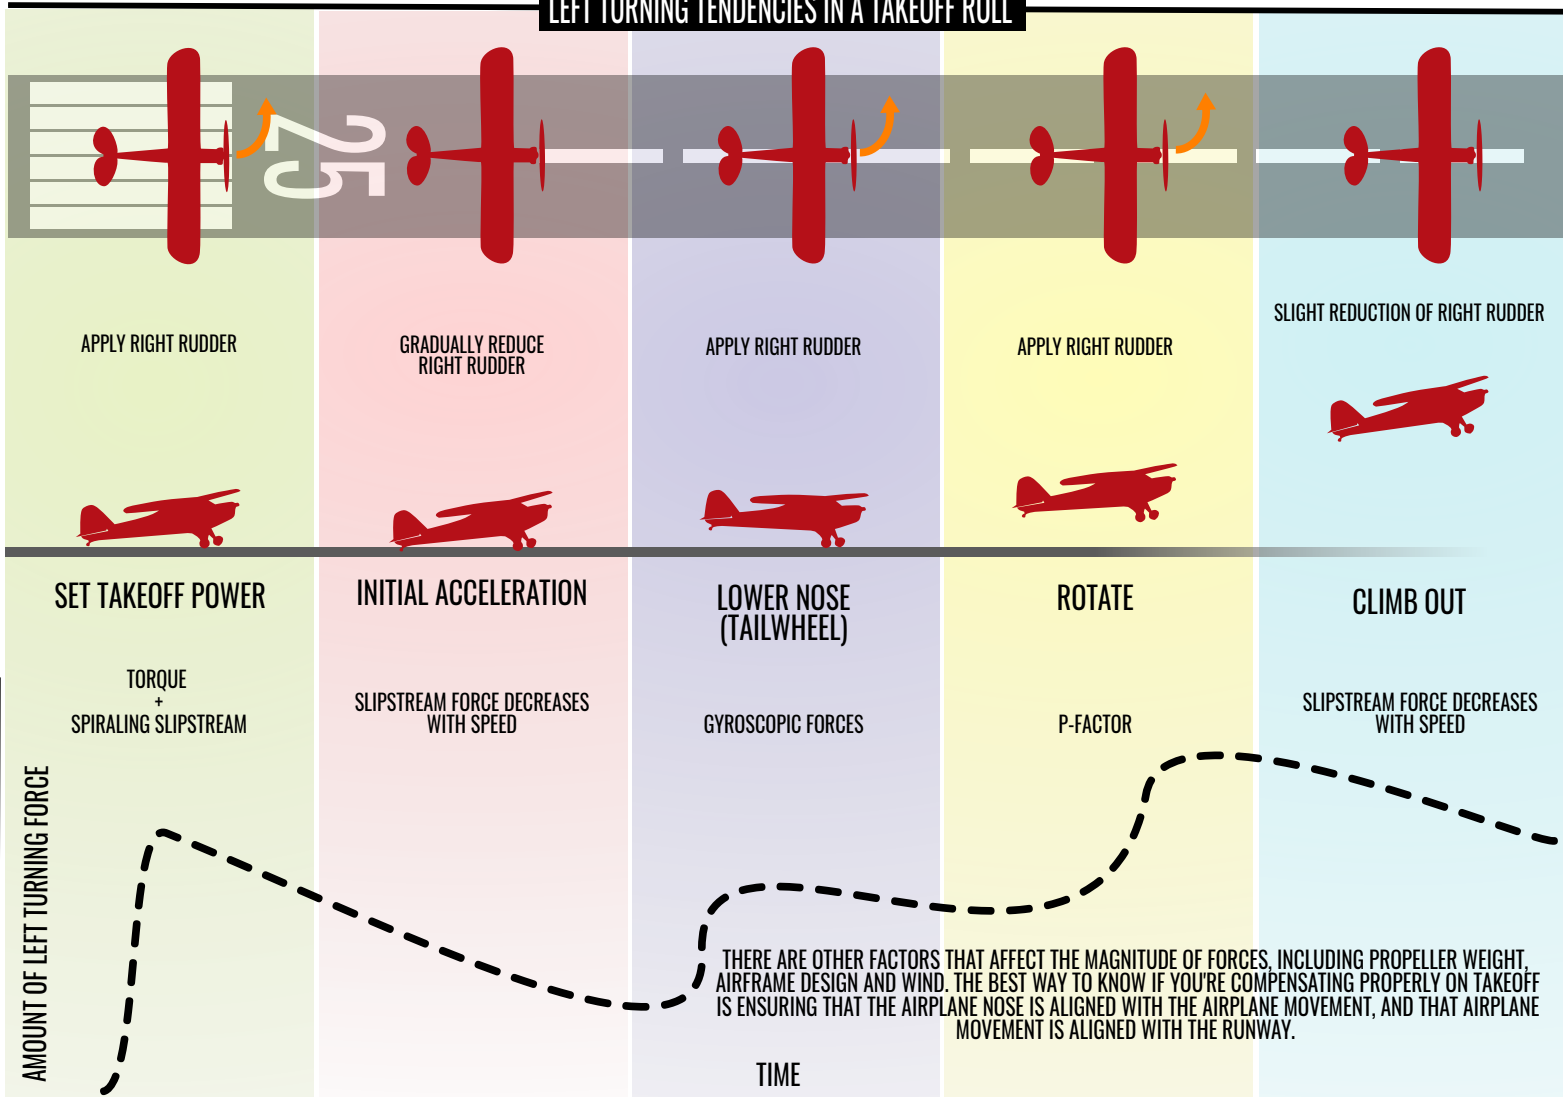 LEFT TURNING TENDENCIES IN A TAKEOFF ROLL
25
APPLY RIGHT RUDDER
GRADUALLY REDUCE
RIGHT RUDDER
APPLY RIGHT RUDDER
APPLY RIGHT RUDDER
SLIGHT REDUCTION OF RIGHT RUDDER
SET TAKEOFF POWER
INITIAL ACCELERATION
LOWER NOSE
(TAILWHEEL)
ROTATE
CLIMB OUT
TORQUE
+
SPIRALING SLIPSTREAM
SLIPSTREAM FORCE DECREASES
WITH SPEED
GYROSCOPIC FORCES
P-FACTOR
SLIPSTREAM FORCE DECREASES
WITH SPEED
AMOUNT OF LEFT TURNING FORCE
THERE ARE OTHER FACTORS THAT AFFECT THE MAGNITUDE OF FORCES, INCLUDING PROPELLER WEIGHT,
AIRFRAME DESIGN AND WIND. THE BEST WAY TO KNOW IF YOU'RE COMPENSATING PROPERLY ON TAKEOFF
IS ENSURING THAT THE AIRPLANE NOSE IS ALIGNED WITH THE AIRPLANE MOVEMENT, AND THAT AIRPLANE
MOVEMENT IS ALIGNED WITH THE RUNWAY.
TIME